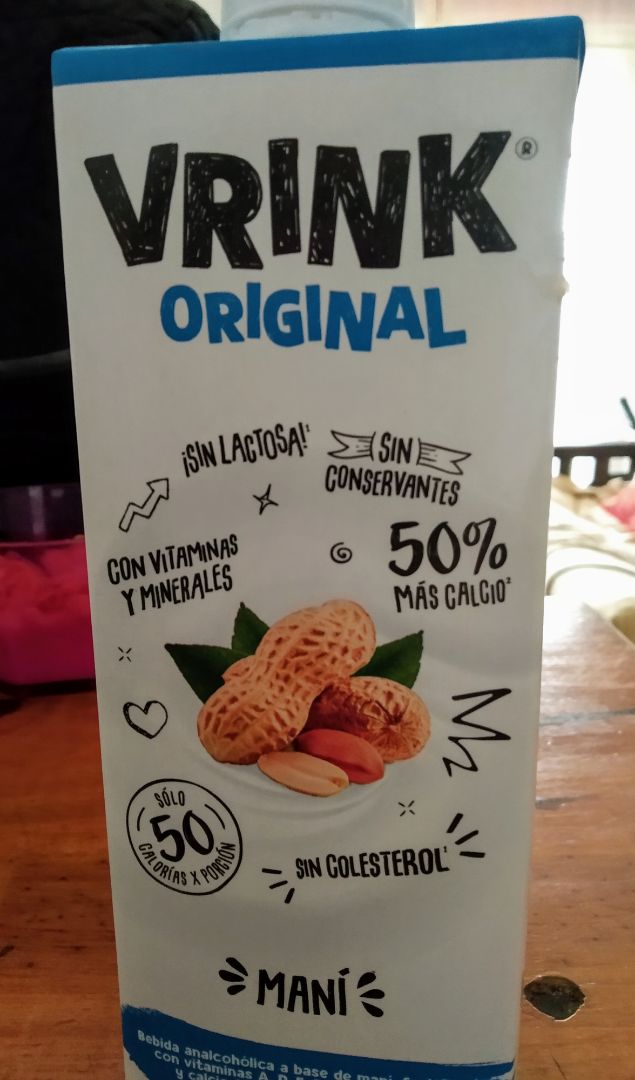 VRINK®
ORIGINAL
¡SIN LACTOSA!¹
SIN
CONSERVANTES
CON VITAMINAS
Y MINERALES
50%
MÁS CALCIO²
SÓLO
50
CALORÍAS X PORCIÓN
SIN COLESTEROL¹
MANÍ
Bebida analcohólica a base de maní
con vitaminas A, D
y calcio